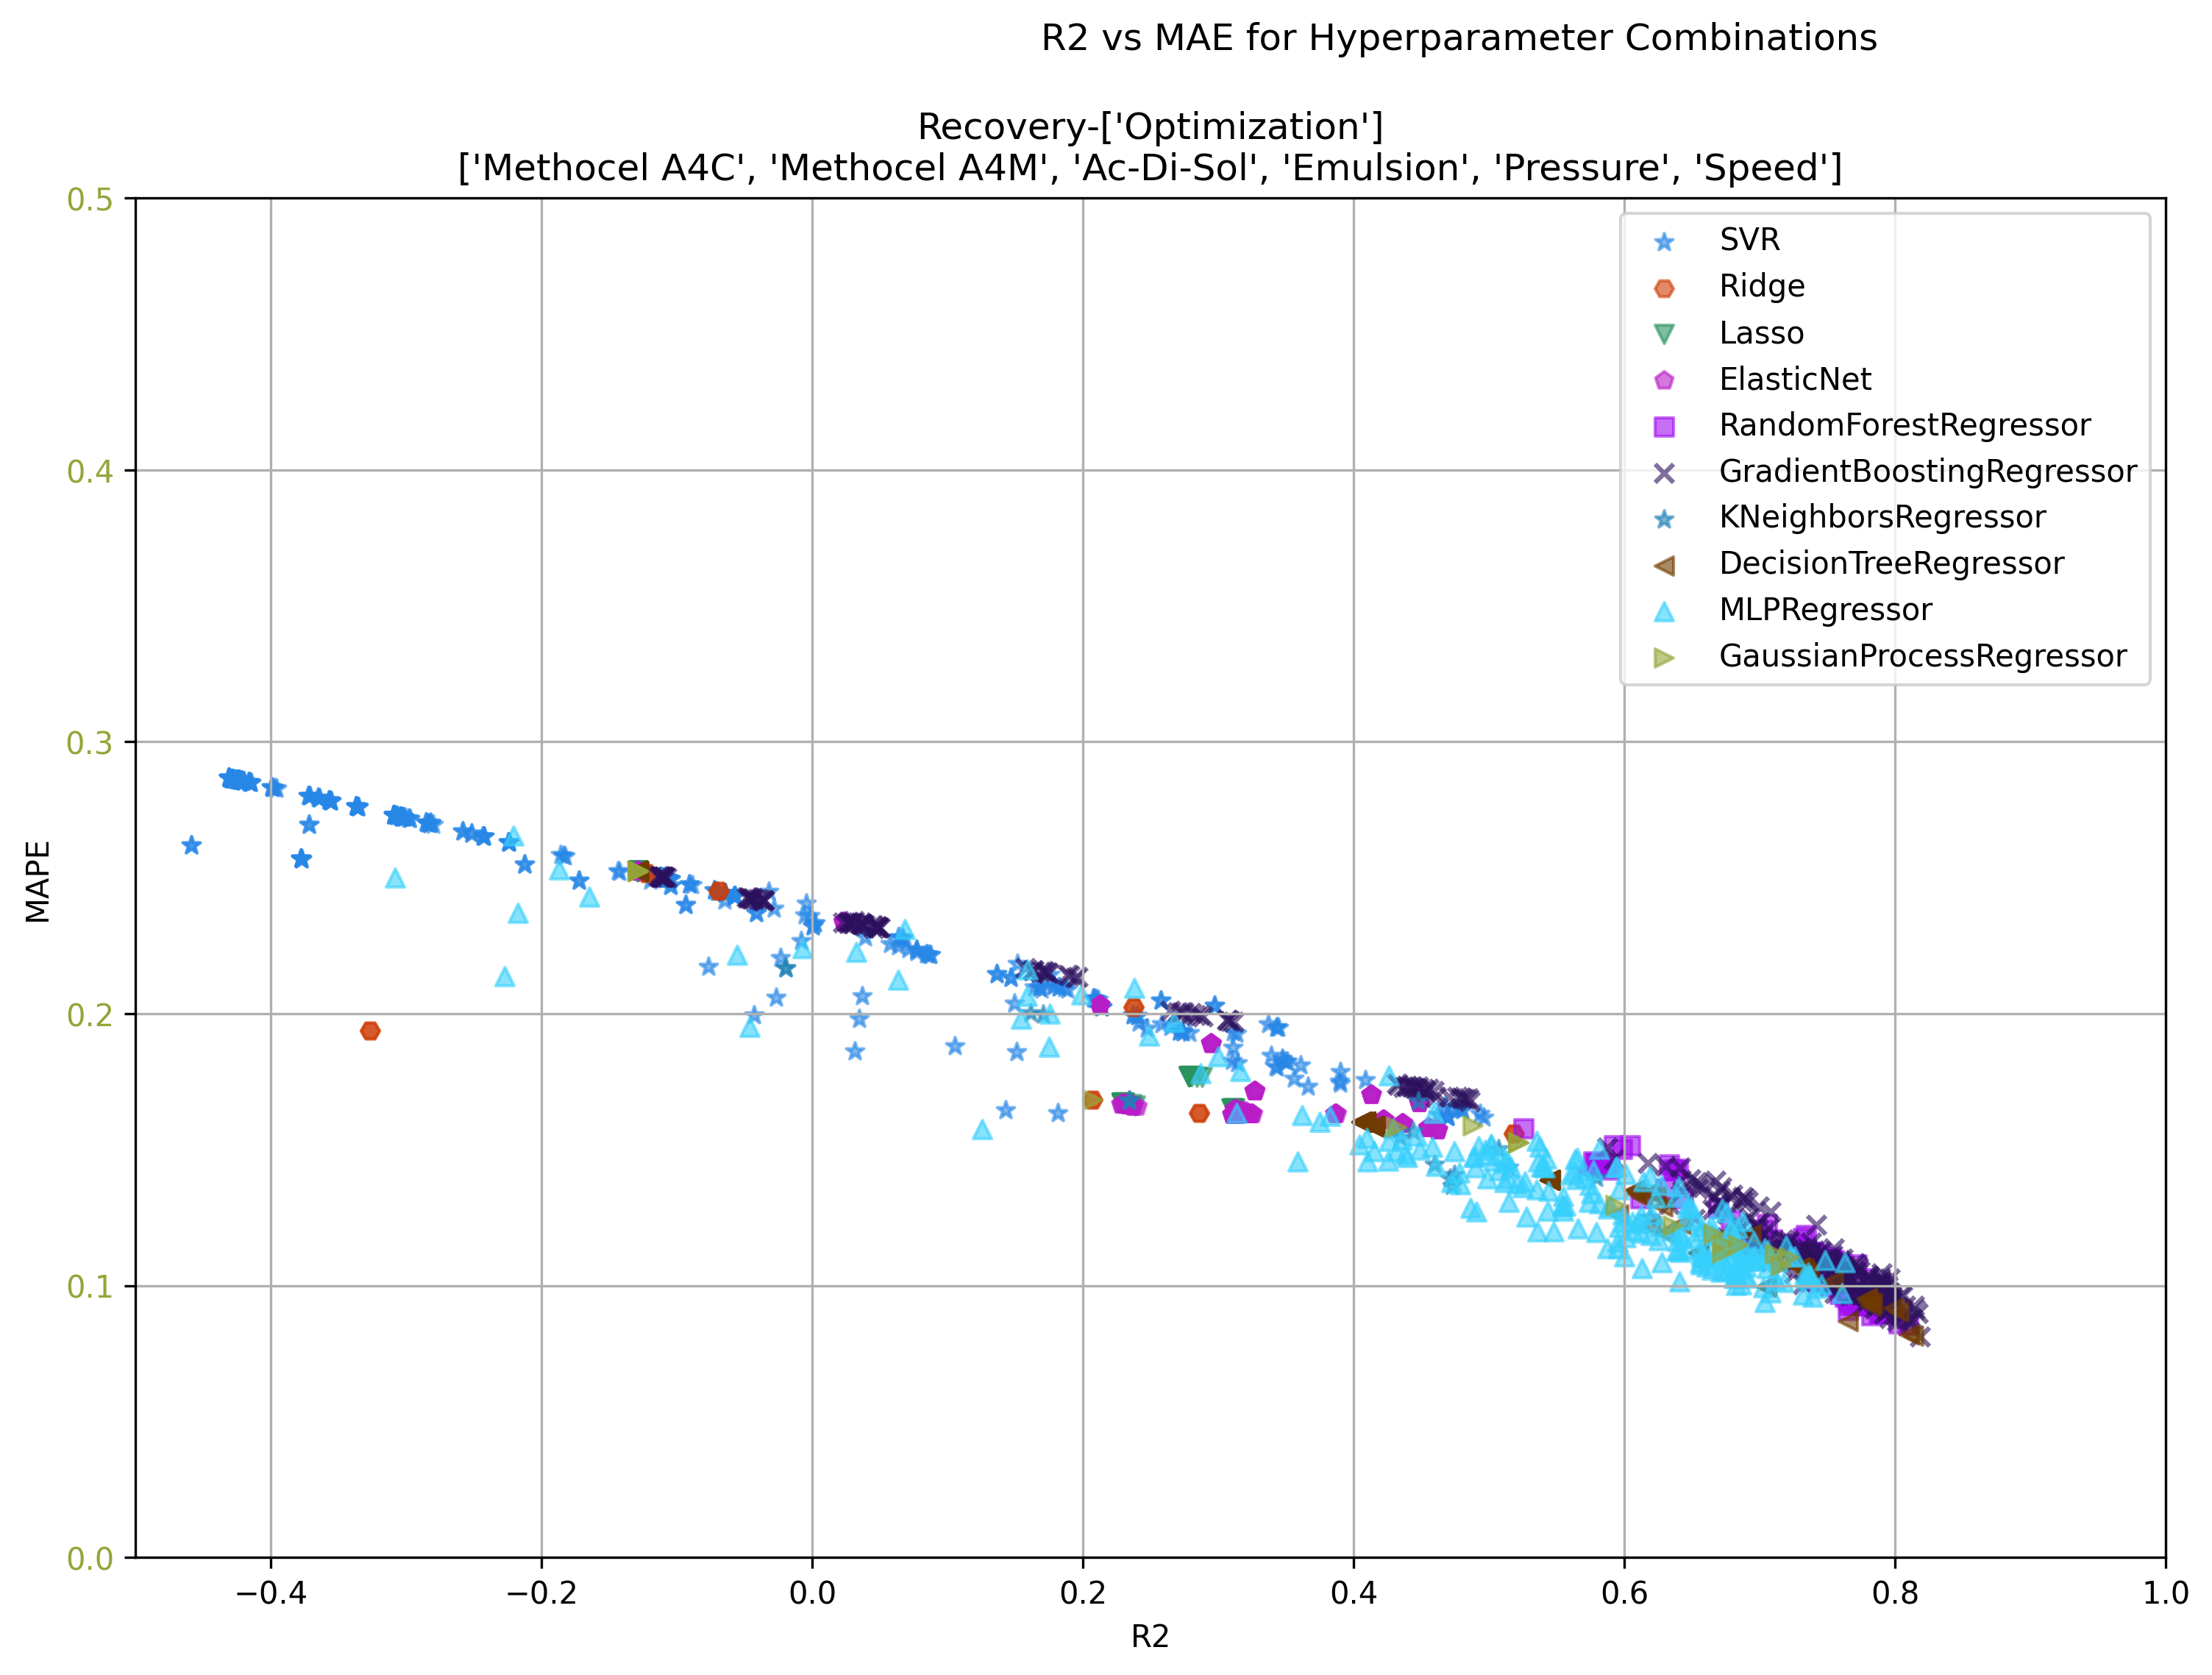 R2 vs MAE for Hyperparameter Combinations
Recovery-['Optimization']
['Methocel A4C', 'Methocel A4M', 'Ac-Di-Sol', 'Emulsion', 'Pressure', 'Speed']
0.5
0.4
0.3
0.2
0.1
0.0
MAPE
SVR
Ridge
Lasso
ElasticNet
RandomForestRegressor
GradientBoostingRegressor
KNeighborsRegressor
DecisionTreeRegressor
MLPRegressor
GaussianProcessRegressor
−0.4 −0.2 0.0 0.2 0.4 0.6 0.8 1.0
R2